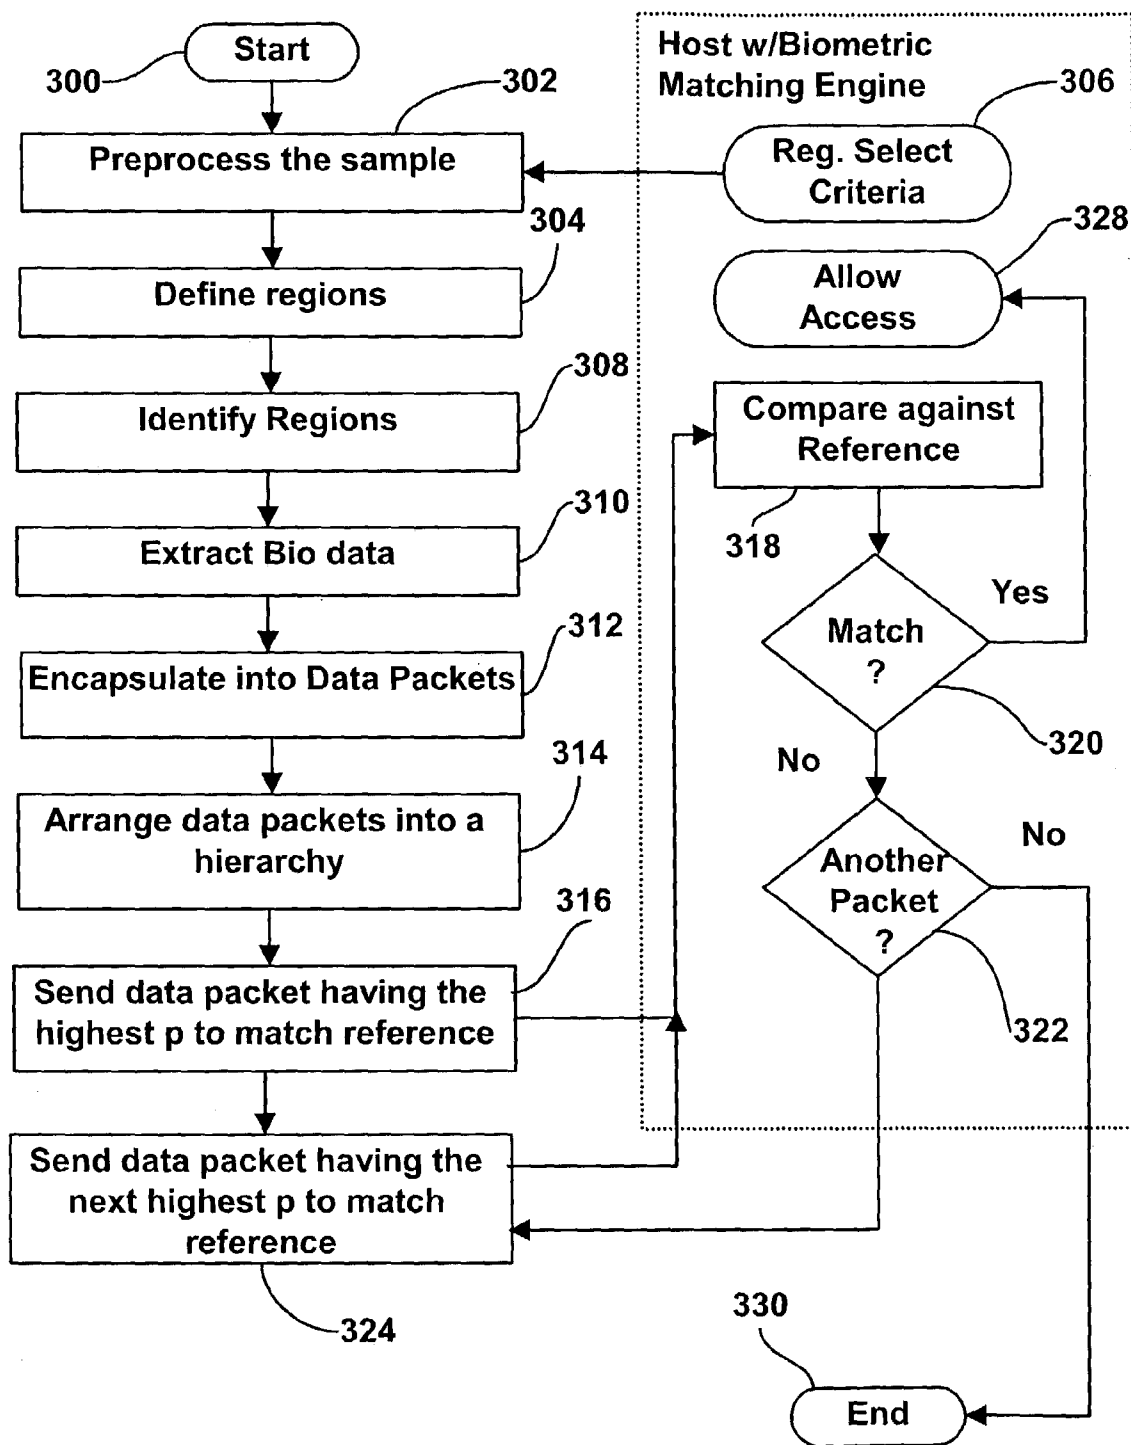 Start
300
302
Preprocess the sample
304
Define regions
308
Identify Regions
310
Extract Bio data
312
Encapsulate into Data Packets
314
Arrange data packets into a
hierarchy
316
Send data packet having the
highest p to match reference
Send data packet having the
next highest p to match
reference
324
Host w/Biometric
Matching Engine
306
Reg. Select
Criteria
328
Allow
Access
Compare against
Reference
318
Yes
Match
?
320
No
No
Another
Packet
?
322
330
End